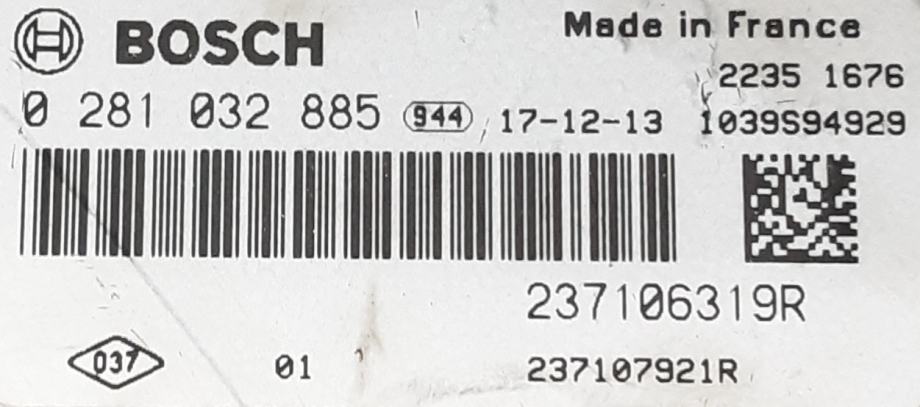 BOSCH
Made in France
2235 1676
0 281 032 885 944 17-12-13 1039S94929
237106319R
037 01 237107921R